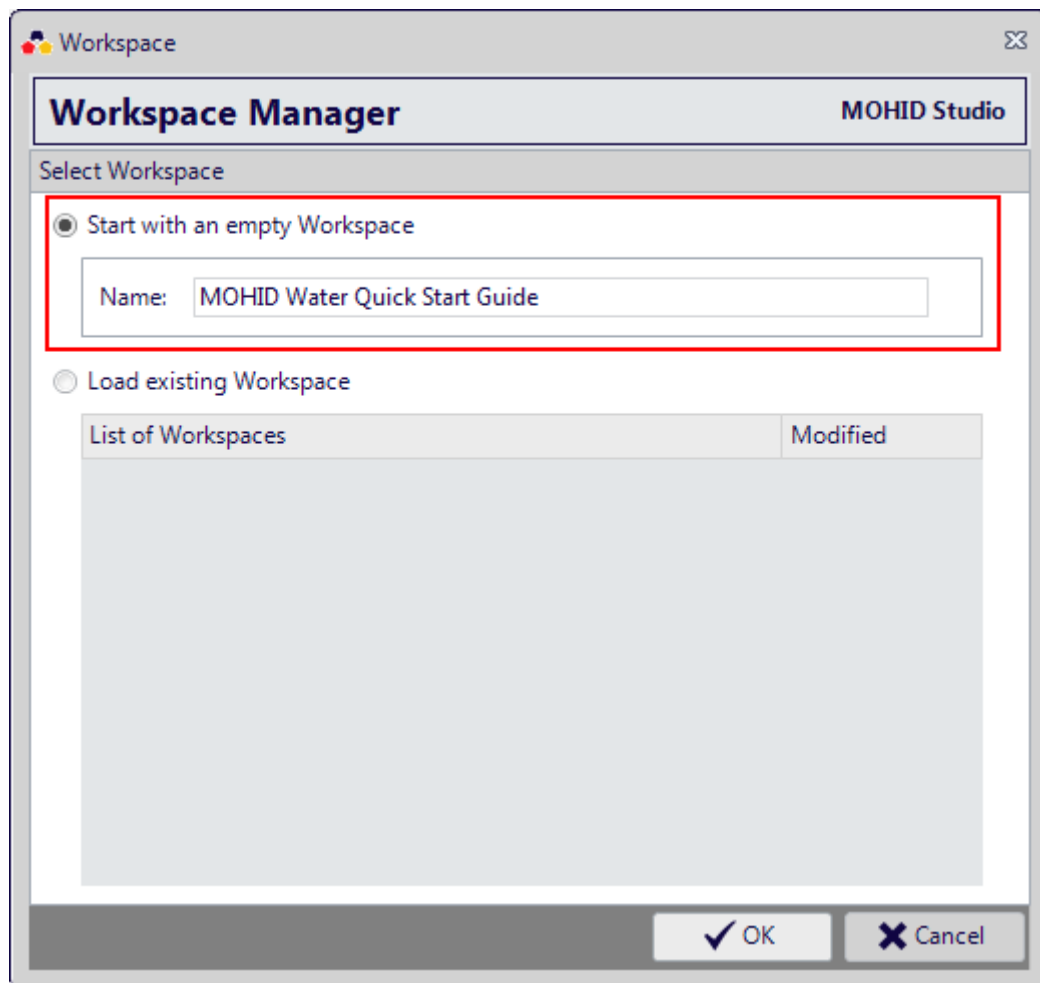 Workspace
Workspace Manager MOHID Studio
Select Workspace
Start with an empty Workspace
Name: MOHID Water Quick Start Guide
Load existing Workspace
List of Workspaces Modified
OK Cancel